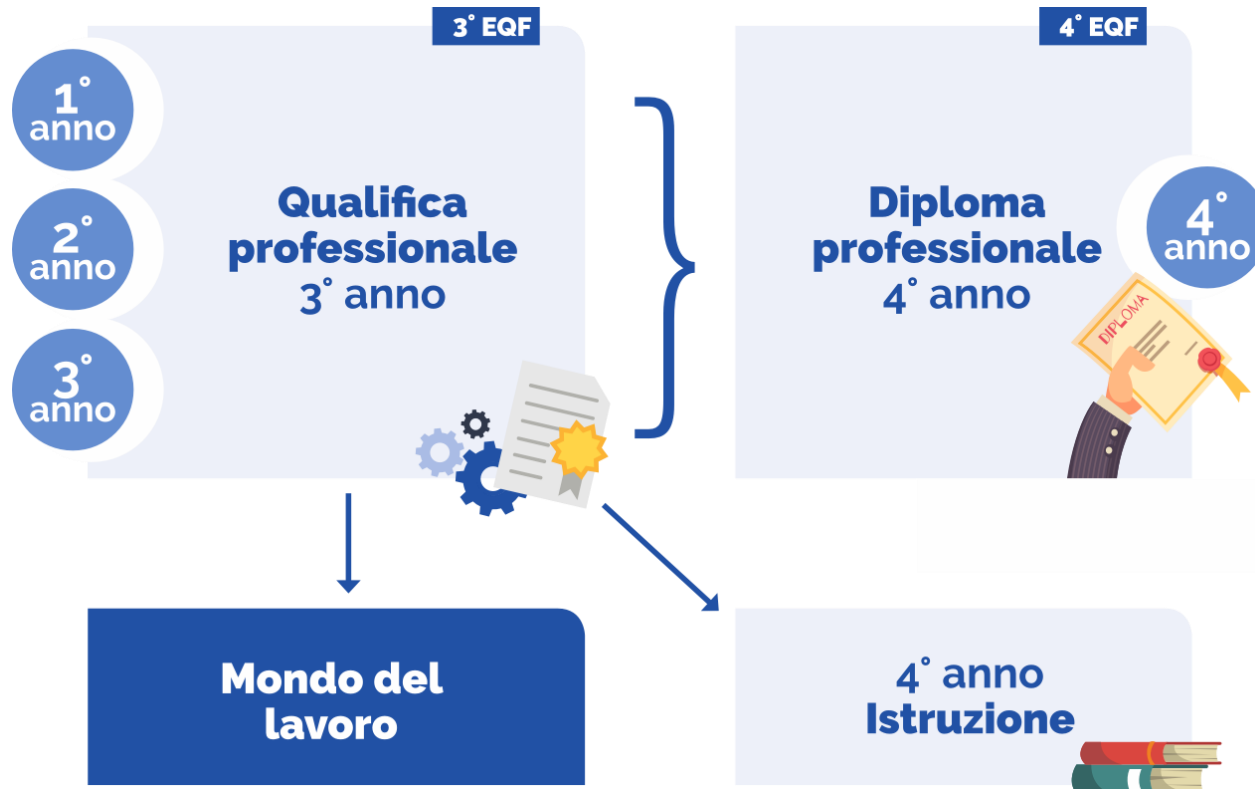 3° EQF
1°
anno
2°
anno
3°
anno
Qualifica
professionale
3° anno
4° EQF
Diploma
professionale
4° anno
4°
anno
DIPLOMA
Mondo del
lavoro
4° anno
Istruzione